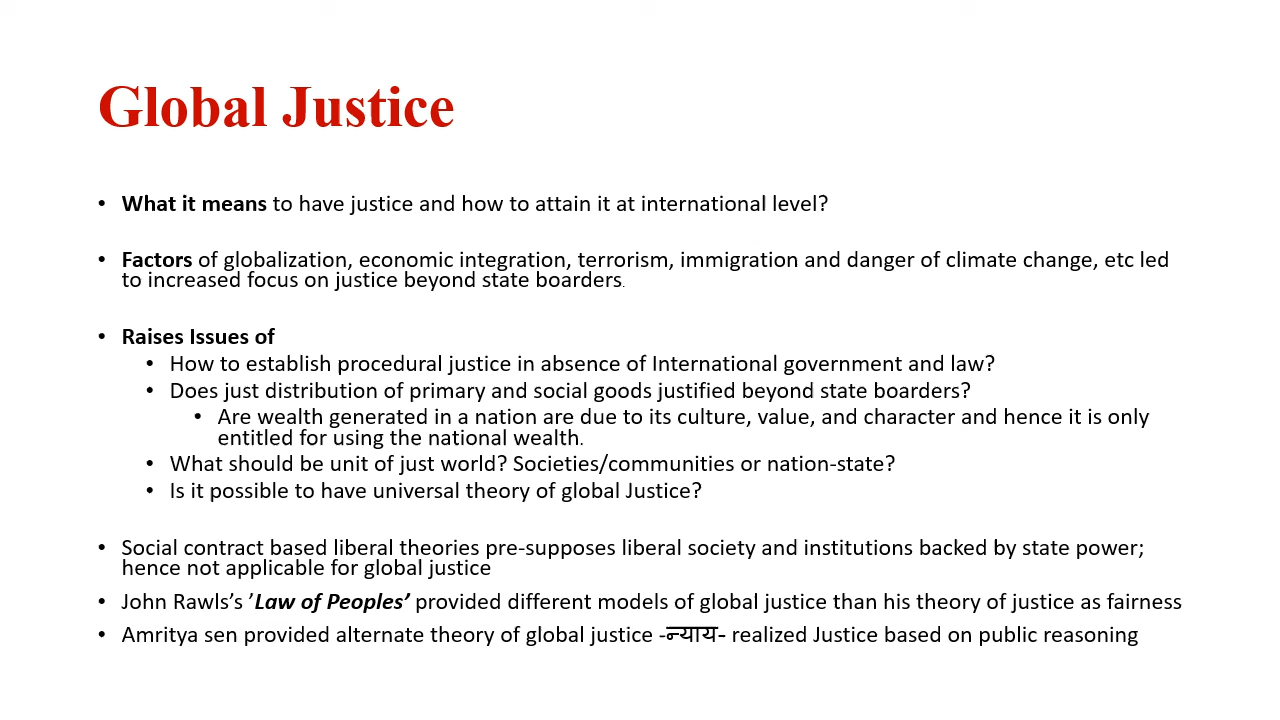 Global Justice
• What it means to have justice and how to attain it at international level?
• Factors of globalization, economic integration, terrorism, immigration and danger of climate change, etc led
to increased focus on justice beyond state boarders.
• Raises Issues of
• How to establish procedural justice in absence of International government and law?
• Does just distribution of primary and social goods justified beyond state boarders?
• Are wealth generated in a nation are due to its culture, value, and character and hence it is only
entitled for using the national wealth.
• What should be unit of just world? Societies/communities or nation-state?
• Is it possible to have universal theory of global Justice?
• Social contract based liberal theories pre-supposes liberal society and institutions backed by state power;
hence not applicable for global justice
• John Rawls’s ’Law of Peoples’ provided different models of global justice than his theory of justice as fairness
• Amritya sen provided alternate theory of global justice -न्याय- realized Justice based on public reasoning